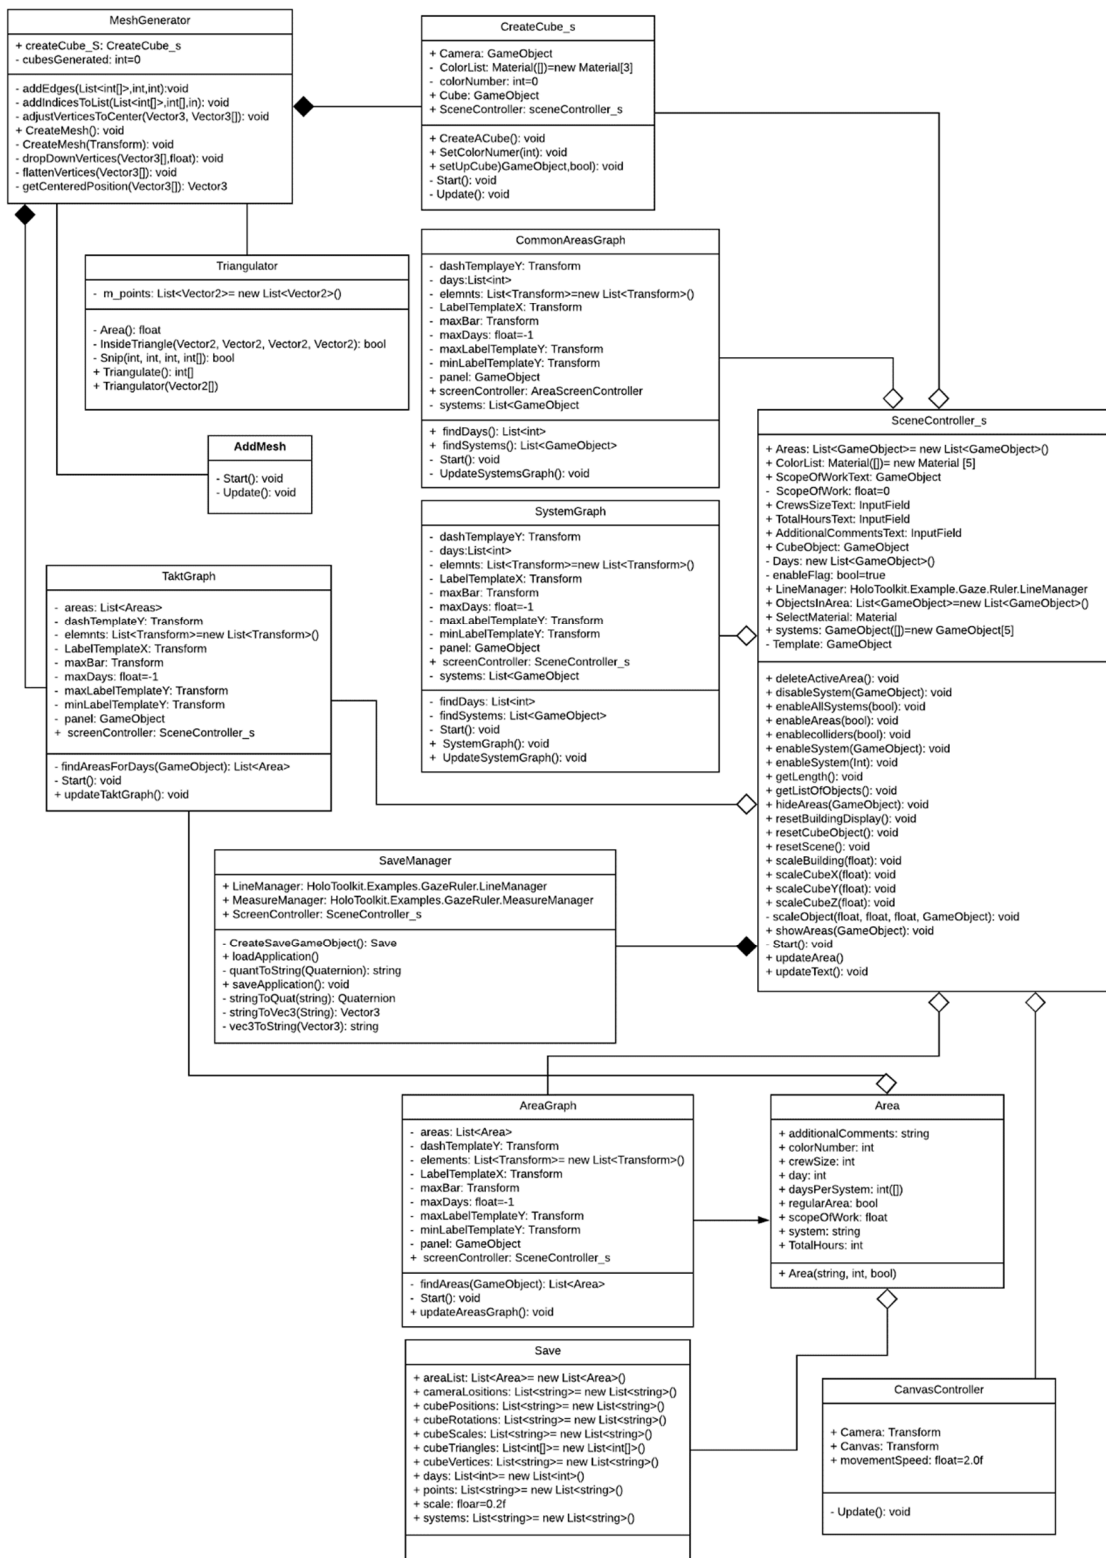 MeshGenerator
+ createCube_S: CreateCube_s
- cubesGenerated: int=0
- addEdges(List<int[]>,int,int):void
- addIndicesToList(List<int[]>,int[],in): void
- adjustVerticesToCenter(Vector3, Vector3[]): void
+ CreateMesh(): void
- CreateMesh(Transform): void
- dropDownVertices(Vector3[],float): void
- flattenVertices(Vector3[]): void
- getCenteredPosition(Vector3[]): Vector3
CreateCube_s
+ Camera: GameObject
- ColorList: Material([])=new Material[3]
- colorNumber: int=0
+ Cube: GameObject
+ SceneController: sceneController_s
+ CreateACube(): void
+ SetColorNumer(int): void
+ setUpCube)GameObject,bool): void
- Start(): void
- Update(): void
Triangulator
- m_points: List<Vector2>= new List<Vector2>()
- Area(): float
- InsideTriangle(Vector2, Vector2, Vector2, Vector2): bool
- Snip(int, int, int, int[]): bool
+ Triangulate(): int[]
+ Triangulator(Vector2[])
CommonAreasGraph
- dashTemplayeY: Transform
- days:List<int>
- elemnts: List<Transform>=new List<Transform>()
- LabelTemplateX: Transform
- maxBar: Transform
- maxDays: float=-1
- maxLabelTemplateY: Transform
- minLabelTemplateY: Transform
- panel: GameObject
+ screenController: AreaScreenController
- systems: List<GameObject
+ findDays(): List<int>
+ findSystems(): List<GameObject>
- Start(): void
- UpdateSystemsGraph(): void
AddMesh
- Start(): void
- Update(): void
SceneController_s
+ Areas: List<GameObject>= new List<GameObject>()
+ ColorList: Material([])= new Material [5]
+ ScopeOfWorkText: GameObject
- ScopeOfWork: float=0
+ CrewsSizeText: InputField
+ TotalHoursText: InputField
+ AdditionalCommentsText: InputField
+ CubeObject: GameObject
- Days: new List<GameObject>()
- enableFlag: bool=true
+ LineManager: HoloToolkit.Example.Gaze.Ruler.LineManager
+ ObjectsInArea: List<GameObject>=new List<GameObject>()
+ SelectMaterial: Material
+ systems: GameObject([])=new GameObject[5]
- Template: GameObject
+ deleteActiveArea(): void
+ disableSystem(GameObject): void
+ enableAllSystems(bool): void
+ enableAreas(bool): void
+ enablecolliders(bool): void
+ enableSystem(GameObject): void
+ enableSystem(Int): void
+ getLength(): void
+ getListOfObjects(): void
+ hideAreas(GameObject): void
+ resetBuildingDisplay(): void
+ resetCubeObject(): void
+ resetScene(): void
+ scaleBuilding(float): void
+ scaleCubeX(float): void
+ scaleCubeY(float): void
+ scaleCubeZ(float): void
- scaleObject(float, float, float, GameObject): void
+ showAreas(GameObject): void
- Start(): void
+ updateArea()
+ updateText(): void
SystemGraph
- dashTemplayeY: Transform
- days:List<int>
- elemnts: List<Transform>=new List<Transform>()
- LabelTemplateX: Transform
- maxBar: Transform
- maxDays: float=-1
- maxLabelTemplateY: Transform
- minLabelTemplateY: Transform
- panel: GameObject
+ screenController: SceneController_s
- systems: List<GameObject
- findDays: List<int>
- findSystems: List<GameObject>
- Start(): void
+ SystemGraph(): void
+ UpdateSystemGraph(): void
TaktGraph
- areas: List<Areas>
- dashTemplateY: Transform
- elemnts: List<Transform>=new List<Transform>()
- LabelTemplateX: Transform
- maxBar: Transform
- maxDays: float=-1
- maxLabelTemplateY: Transform
- minLabelTemplateY: Transform
- panel: GameObject
+ screenController: SceneController_s
- findAreasForDays(GameObject): List<Area>
- Start(): void
+ updateTaktGraph(): void
SaveManager
+ LineManager: HoloToolkit.Examples.GazeRuler.LineManager
+ MeasureManager: HoloToolkit.Examples.GazeRuler.MeasureManager
+ ScreenController: SceneController_s
- CreateSaveGameObject(): Save
+ loadApplication()
- quantToString(Quaternion): string
+ saveApplication(): void
- stringToQuat(string): Quaternion
- stringToVec3(String): Vector3
- vec3ToString(Vector3): string
AreaGraph
- areas: List<Area>
- dashTemplateY: Transform
- elements: List<Transform>= new List<Transform>()
- LabelTemplateX: Transform
- maxBar: Transform
- maxDays: float=-1
- maxLabelTemplateY: Transform
- minLabelTemplateY: Transform
- panel: GameObject
+ screenController: SceneController_s
- findAreas(GameObject): List<Area>
- Start(): void
+ updateAreasGraph(): void
Area
+ additionalComments: string
+ colorNumber: int
+ crewSize: int
+ day: int
+ daysPerSystem: int([])
+ regularArea: bool
+ scopeOfWork: float
+ system: string
+ TotalHours: int
+ Area(string, int, bool)
Save
+ areaList: List<Area>= new List<Area>()
+ cameraLositions: List<string>= new List<string>()
+ cubePositions: List<string>= new List<string>()
+ cubeRotations: List<string>= new List<string>()
+ cubeScales: List<string>= new List<string>()
+ cubeTriangles: List<int[]>= new List<int[]>()
+ cubeVertices: List<string>= new List<string>()
+ days: List<int>= new List<int>()
+ points: List<string>= new List<string>()
+ scale: floar=0.2f
+ systems: List<string>= new List<string>()
CanvasController
+ Camera: Transform
+ Canvas: Transform
+ movementSpeed: float=2.0f
- Update(): void